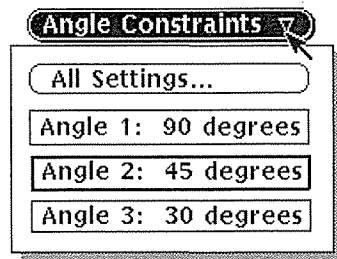 Angle Constraints
All Settings...
Angle 1: 90 degrees
Angle 2: 45 degrees
Angle 3: 30 degrees